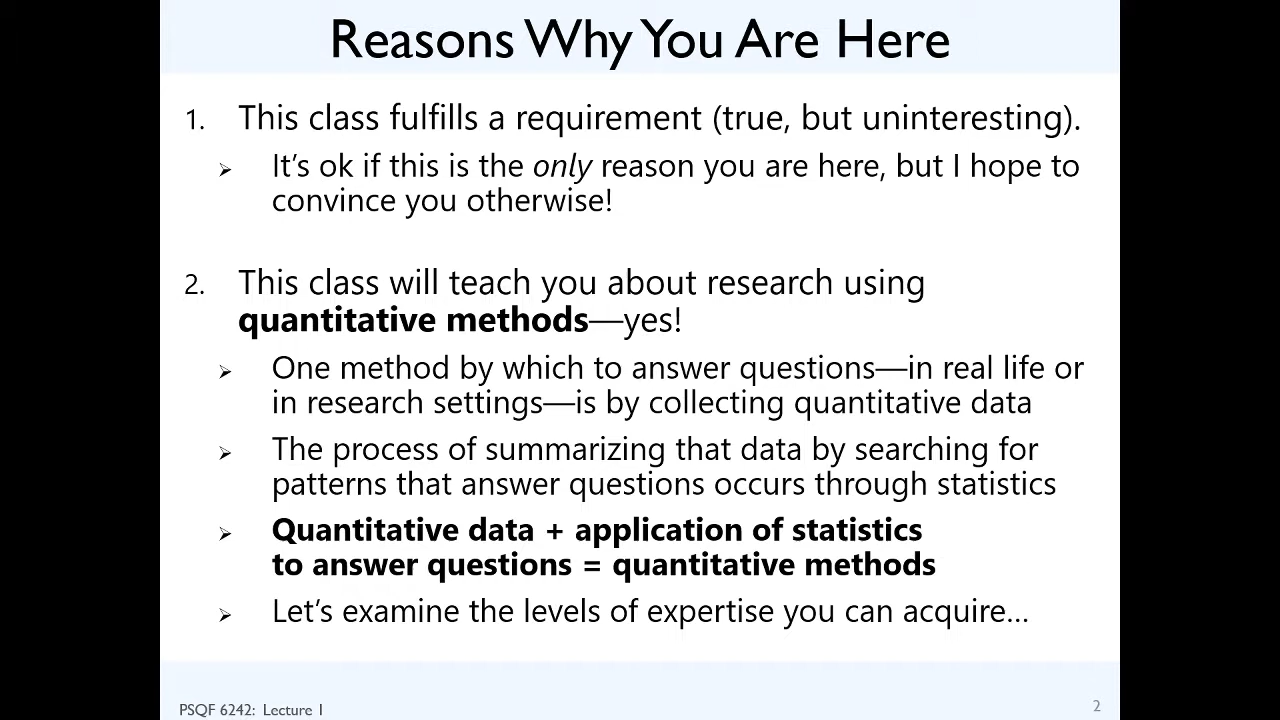 Reasons Why You Are Here
1. This class fulfills a requirement (true, but uninteresting).
➢ It's ok if this is the only reason you are here, but I hope to
convince you otherwise!
2. This class will teach you about research using
quantitative methods—yes!
➢ One method by which to answer questions—in real life or
in research settings—is by collecting quantitative data
➢ The process of summarizing that data by searching for
patterns that answer questions occurs through statistics
➢ Quantitative data + application of statistics
to answer questions = quantitative methods
➢ Let's examine the levels of expertise you can acquire…
PSQF 6242: Lecture 1
2